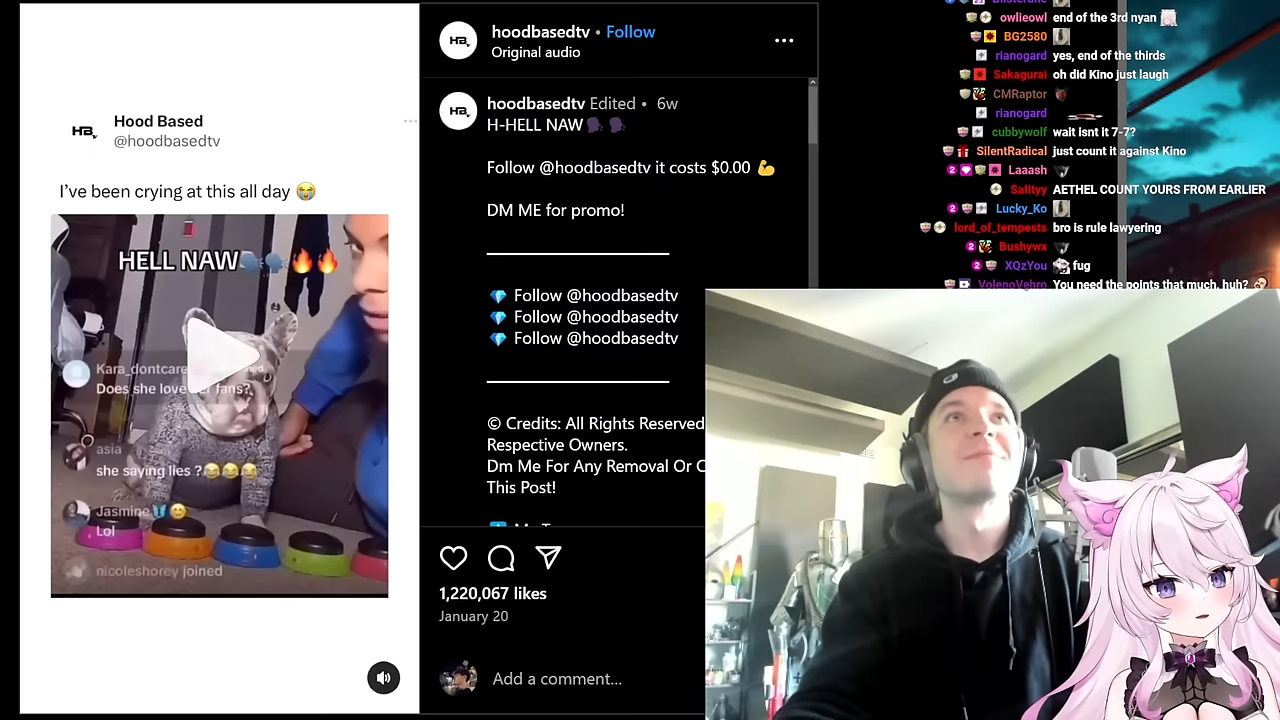 Hood Based
@hoodbasedtv
I've been crying at this all day 😭
HELL NAW🗣️🗣️🔥🔥
Kara_dontcare
Does she love fans?
asia
she saying lies ?😂😂😂
Jasmine🦋😊
Lol
nicoleshorey joined
hoodbasedtv • Follow
Original audio
hoodbasedtv Edited • 6w
H-HELL NAW🗣️🗣️
Follow @hoodbasedtv it costs $0.00 💪
DM ME for promo!
💎 Follow @hoodbasedtv
💎 Follow @hoodbasedtv
💎 Follow @hoodbasedtv
© Credits: All Rights Reserved
Respective Owners.
Dm Me For Any Removal Or C
This Post!
1,220,067 likes
January 20
Add a comment...
owlieowl end of the 3rd nyan
BG2580
rianogard yes, end of the thirds
Sakagurai oh did Kino just laugh
CMRaptor
rianogard
cubbywolf wait isnt it 7-7?
SilentRadical just count it against Kino
Laaash
Saltyy AETHEL COUNT YOURS FROM EARLIER
Lucky_Ko
lord_of_tempests bro is rule lawyering
Bushywx
XQzYou fug
VolenoVehro You need the points that much, huh?